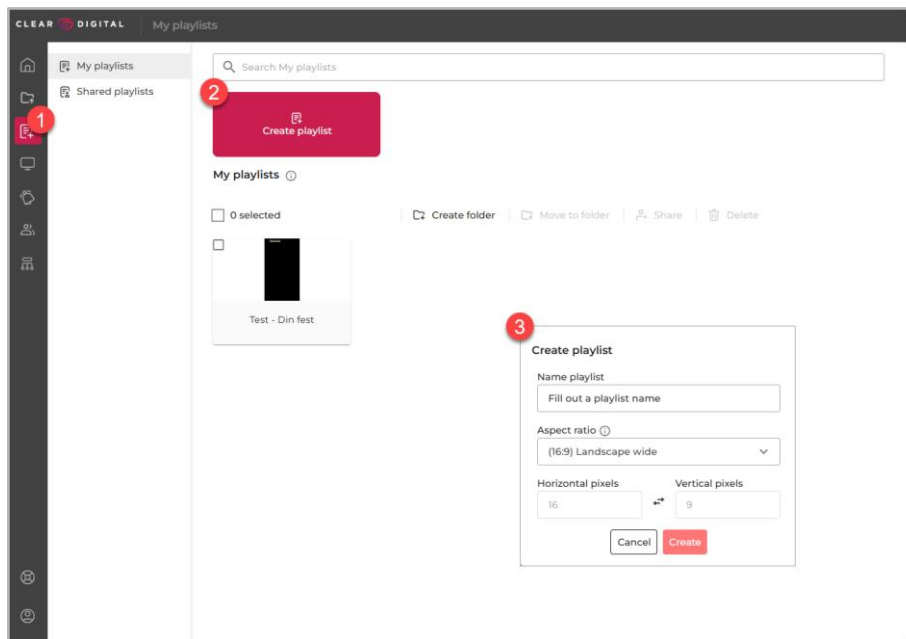 CLEAR DIGITAL My playlists
My playlists
Shared playlists
1
Search My playlists
2
Create playlist
My playlists
0 selected
Create folder
Move to folder
Share
Delete
Test - Din fest
3
Create playlist
Name playlist
Fill out a playlist name
Aspect ratio
(16:9) Landscape wide
Horizontal pixels Vertical pixels
16 9
Cancel Create